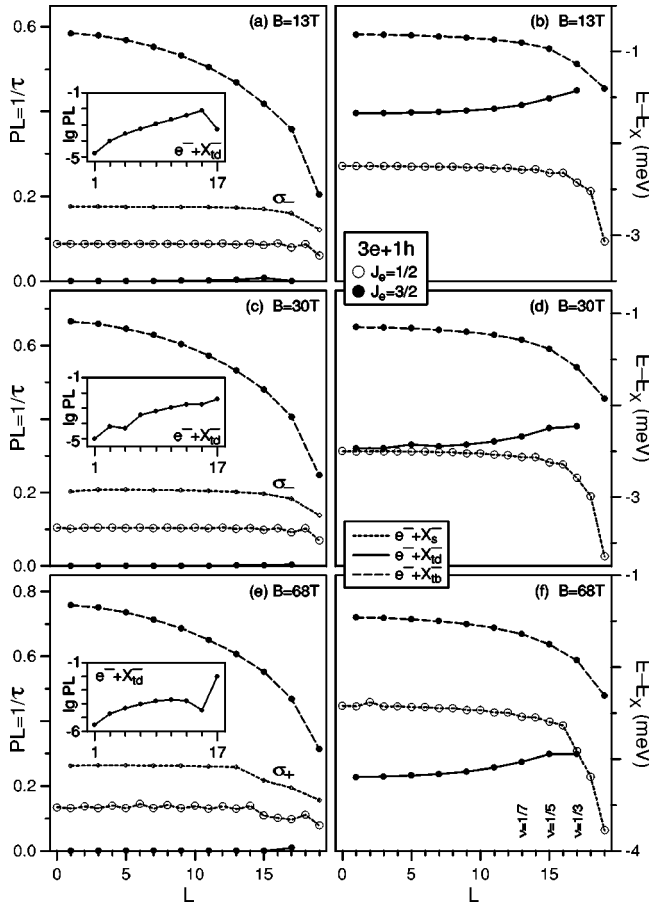 (a) B=13T
(b) B=13T
0.6
0.2
0.0
PL=1/τ
-1
lg PL
-5
1
17
e⁻+X⁻td
σ₋
-1
-3
E–Eₓ (meV)
3e+1h
Jₑ=1/2
Jₑ=3/2
(c) B=30T
(d) B=30T
0.6
0.2
0.0
PL=1/τ
-1
lg PL
-5
1
17
e⁻+X⁻td
σ₋
-1
-3
E–Eₓ (meV)
e⁻+X⁻s
e⁻+X⁻td
e⁻+X⁻tb
(e) B=68T
(f) B=68T
0.8
0.6
0.2
0.0
PL=1/τ
-1
lg PL
-6
1
17
e⁻+X⁻td
σ₊
-1
-4
E–Eₓ (meV)
ν=1/7
ν=1/5
ν=1/3
0 5 10 15
0 5 10 15
L
L